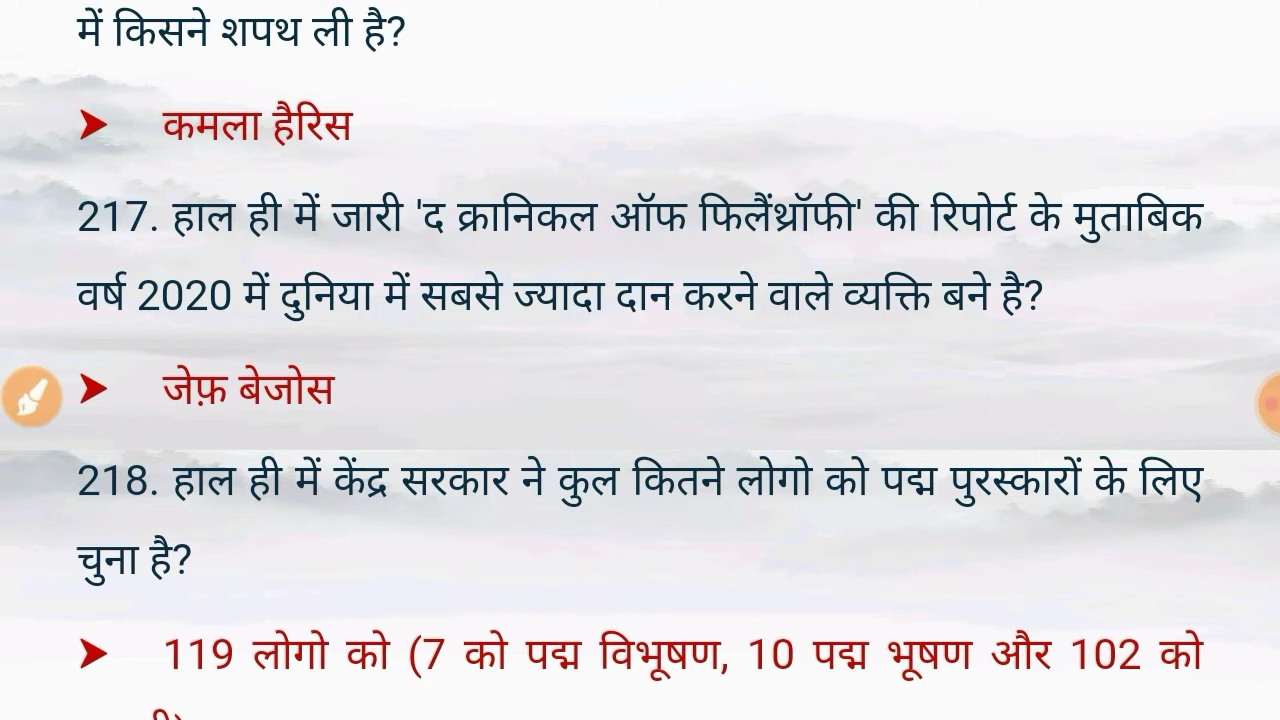 में किसने शपथ ली है?
➤ कमला हैरिस
217. हाल ही में जारी 'द क्रानिकल ऑफ फिलैंथ्रॉफी' की रिपोर्ट के मुताबिक
वर्ष 2020 में दुनिया में सबसे ज्यादा दान करने वाले व्यक्ति बने है?
➤ जेफ़ बेजोस
218. हाल ही में केंद्र सरकार ने कुल कितने लोगो को पद्म पुरस्कारों के लिए
चुना है?
➤ 119 लोगो को (7 को पद्म विभूषण, 10 पद्म भूषण और 102 को